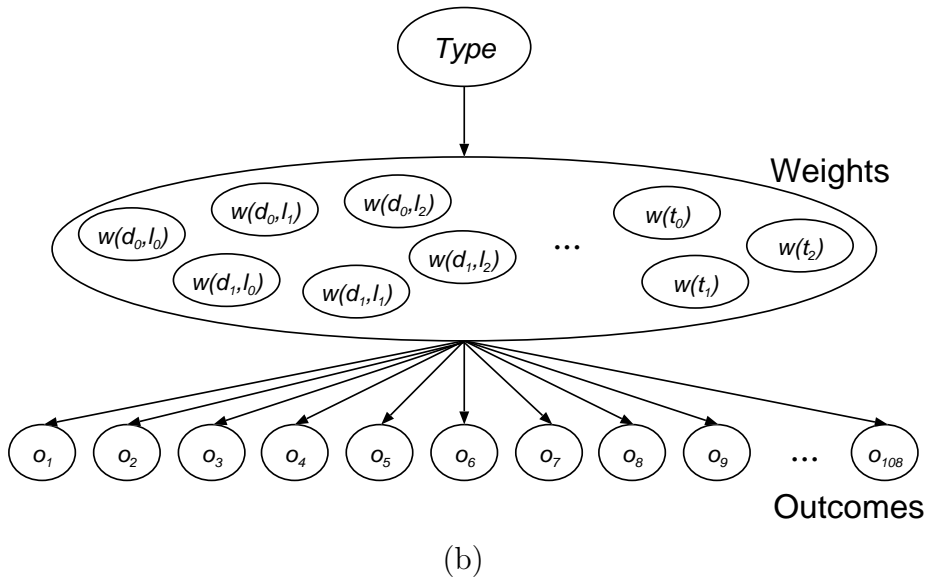 Type
Weights
w(d₀,l₀) w(d₀,l₁) w(d₀,l₂) ... w(t₀) w(t₂)
w(d₁,l₀) w(d₁,l₁) w(d₁,l₂) w(t₁)
o₁ o₂ o₃ o₄ o₅ o₆ o₇ o₈ o₉ ... o₁₀₈
Outcomes
(b)